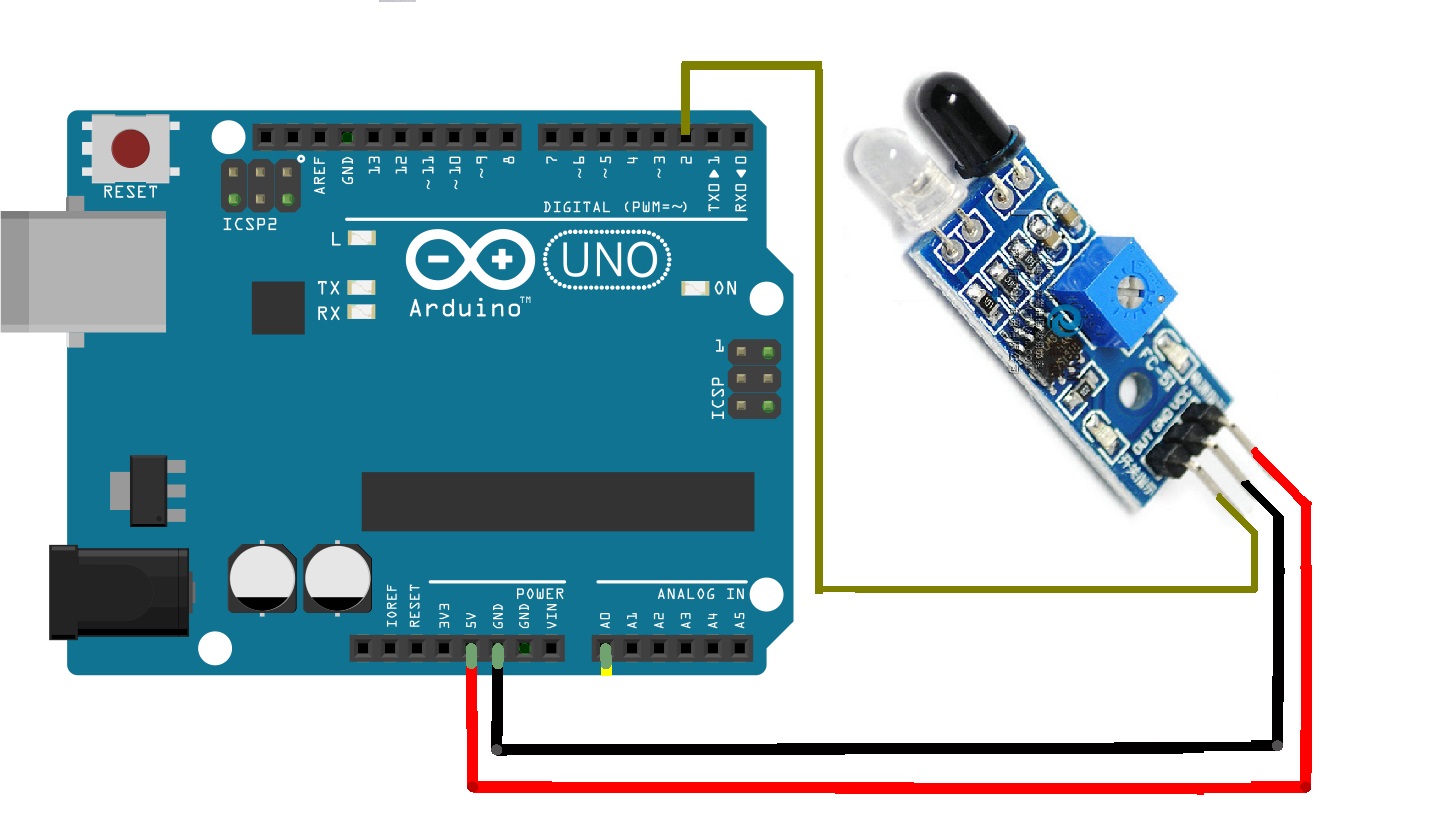 RESET
ICSP2
AREF
GND
13
12
~11
~10
~9
8
7
~6
~5
4
~3
2
TX0▶1
RX0◀0
DIGITAL (PWM=~)
L
TX
RX
Arduino™
UNO
ON
1
ICSP
IOREF
RESET
3V3
5V
GND
GND
VIN
POWER
ANALOG IN
A0
A1
A2
A3
A4
A5
OUT GND VCC